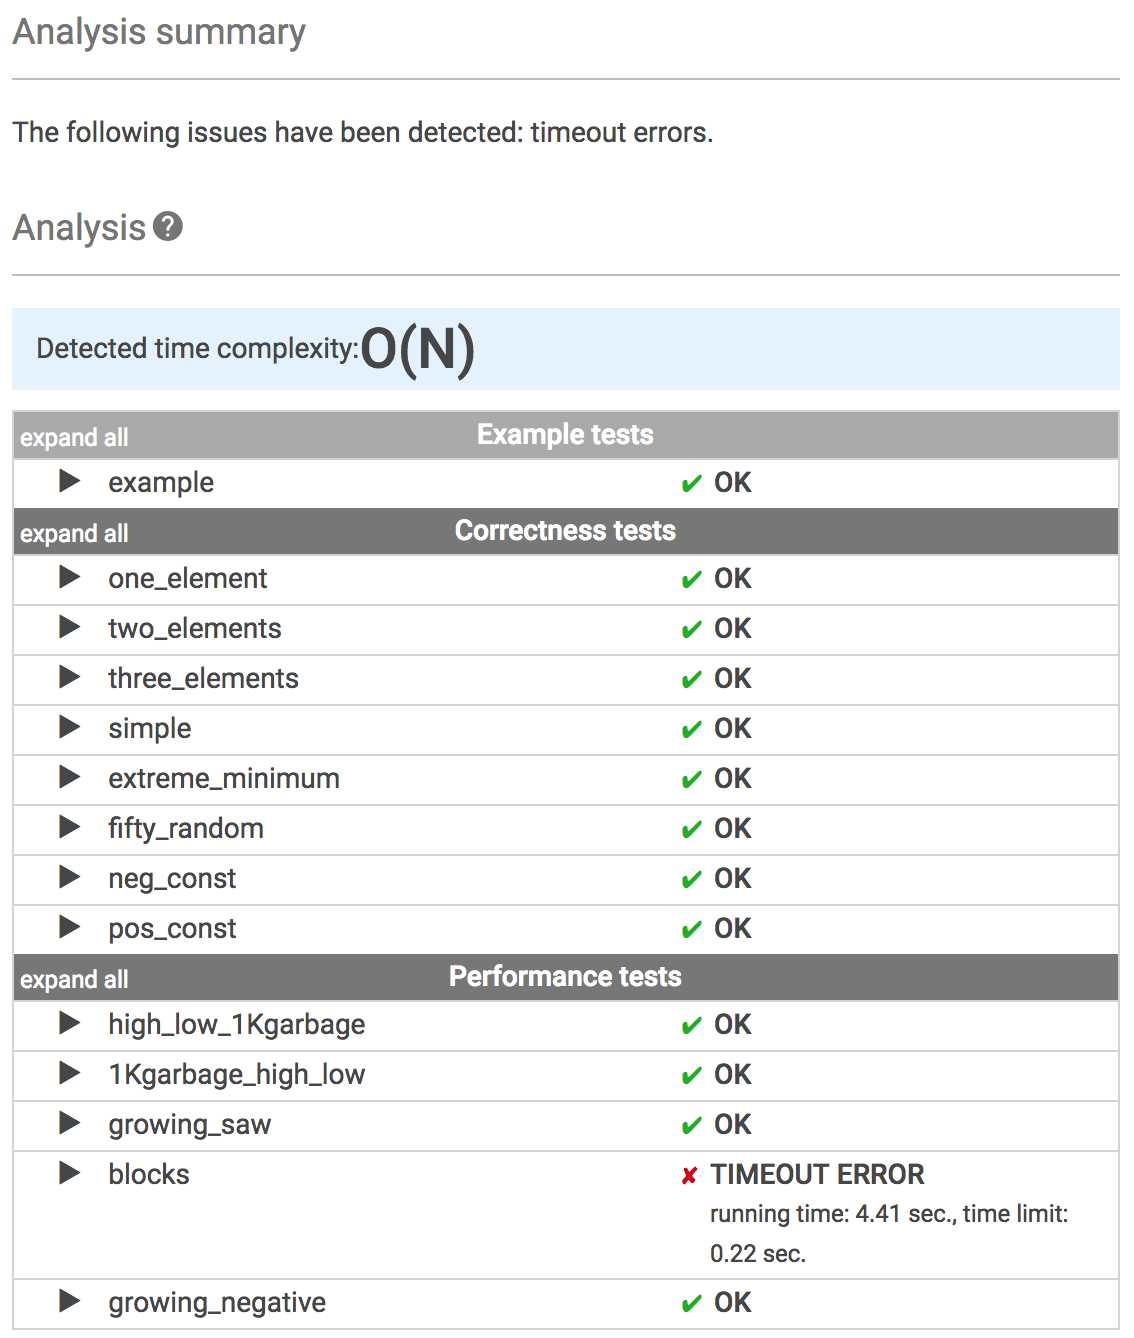 Analysis summary
The following issues have been detected: timeout errors.
Analysis ?
Detected time complexity: O(N)
expand all Example tests
example ✔ OK
expand all Correctness tests
one_element ✔ OK
two_elements ✔ OK
three_elements ✔ OK
simple ✔ OK
extreme_minimum ✔ OK
fifty_random ✔ OK
neg_const ✔ OK
pos_const ✔ OK
expand all Performance tests
high_low_1Kgarbage ✔ OK
1Kgarbage_high_low ✔ OK
growing_saw ✔ OK
blocks ✘ TIMEOUT ERROR
running time: 4.41 sec., time limit:
0.22 sec.
growing_negative ✔ OK